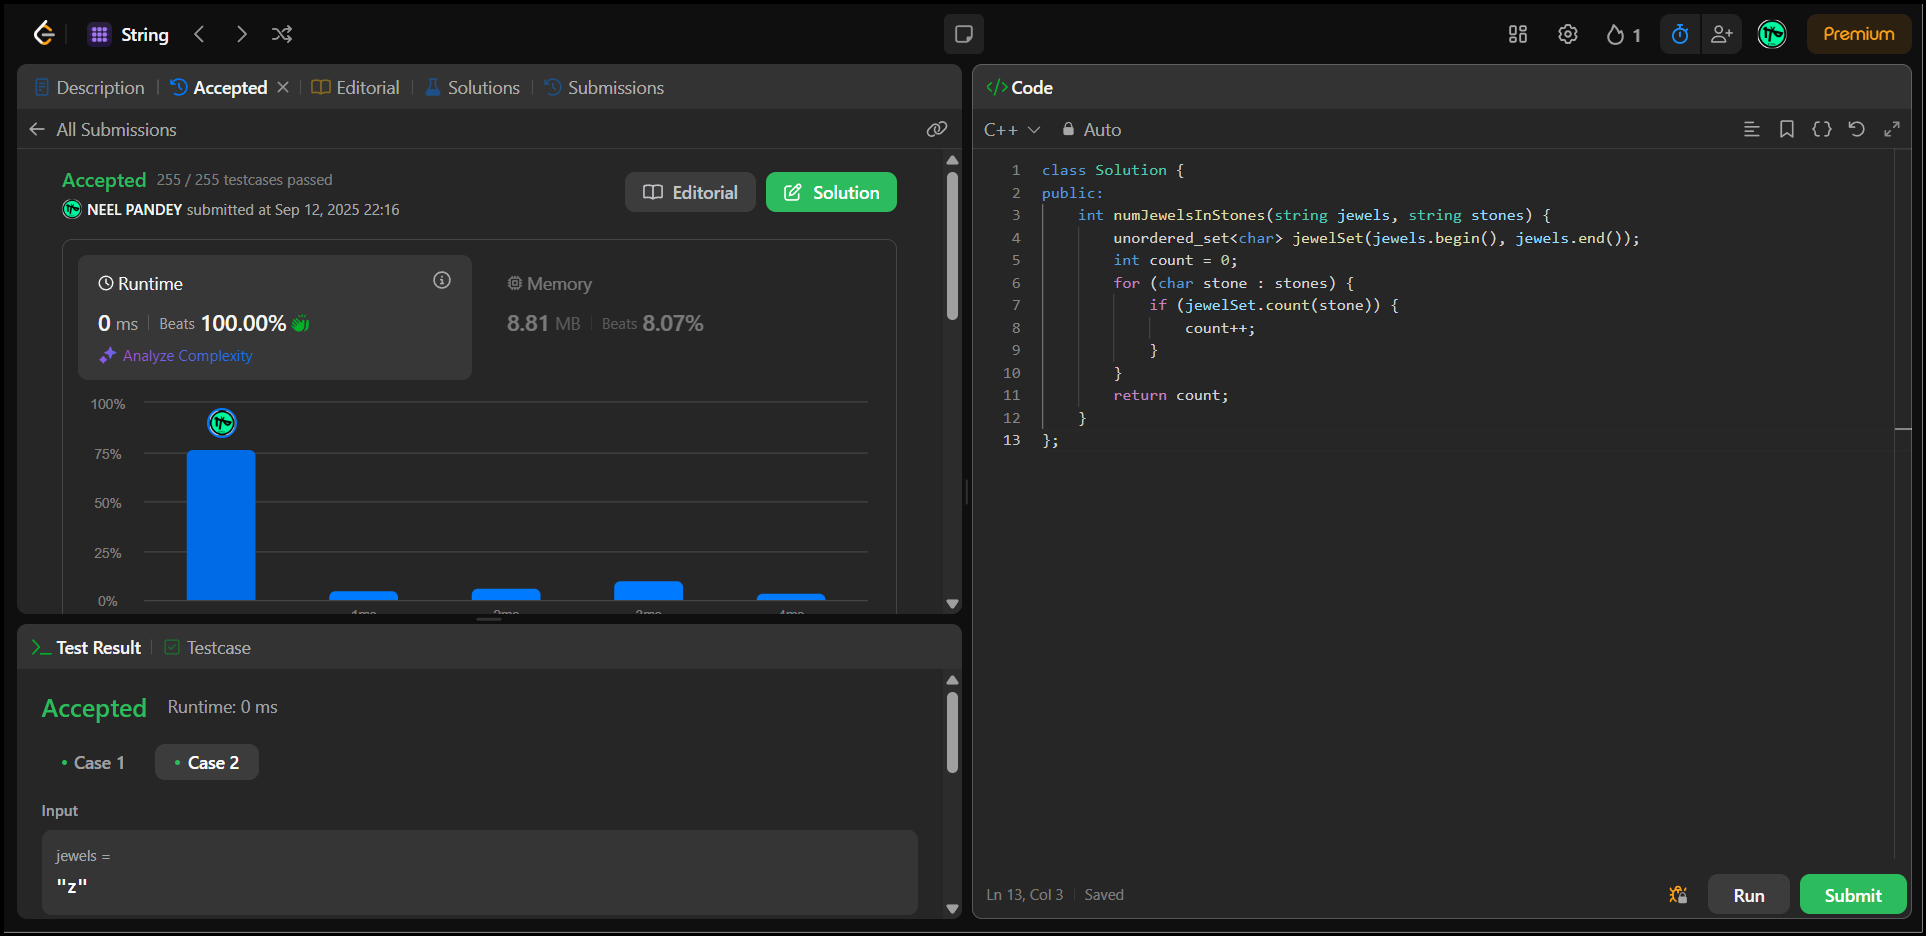 String
1
Premium
Description
Accepted
Editorial
Solutions
Submissions
All Submissions
Accepted 255 / 255 testcases passed
NEEL PANDEY submitted at Sep 12, 2025 22:16
Editorial
Solution
Runtime
0 ms Beats 100.00%
Analyze Complexity
Memory
8.81 MB Beats 8.07%
100%
75%
50%
25%
0%
1ms
2ms
3ms
4ms
>_ Test Result
Testcase
Accepted Runtime: 0 ms
Case 1
Case 2
Input
jewels =
"z"
</> Code
C++
Auto
1 class Solution {
2 public:
3 int numJewelsInStones(string jewels, string stones) {
4 unordered_set<char> jewelSet(jewels.begin(), jewels.end());
5 int count = 0;
6 for (char stone : stones) {
7 if (jewelSet.count(stone)) {
8 count++;
9 }
10 }
11 return count;
12 }
13 };
Ln 13, Col 3 Saved
Run
Submit